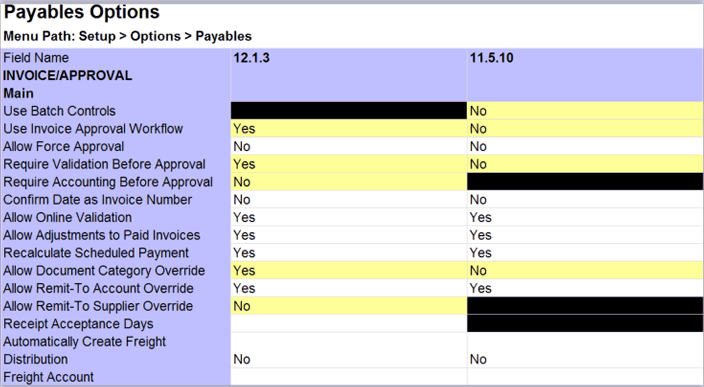 Payables Options
Menu Path: Setup > Options > Payables
Field Name 12.1.3 11.5.10
INVOICE/APPROVAL
Main
Use Batch Controls No
Use Invoice Approval Workflow Yes No
Allow Force Approval No No
Require Validation Before Approval Yes No
Require Accounting Before Approval No
Confirm Date as Invoice Number No No
Allow Online Validation Yes Yes
Allow Adjustments to Paid Invoices Yes Yes
Recalculate Scheduled Payment Yes Yes
Allow Document Category Override Yes No
Allow Remit-To Account Override Yes Yes
Allow Remit-To Supplier Override No
Receipt Acceptance Days
Automatically Create Freight
Distribution No No
Freight Account